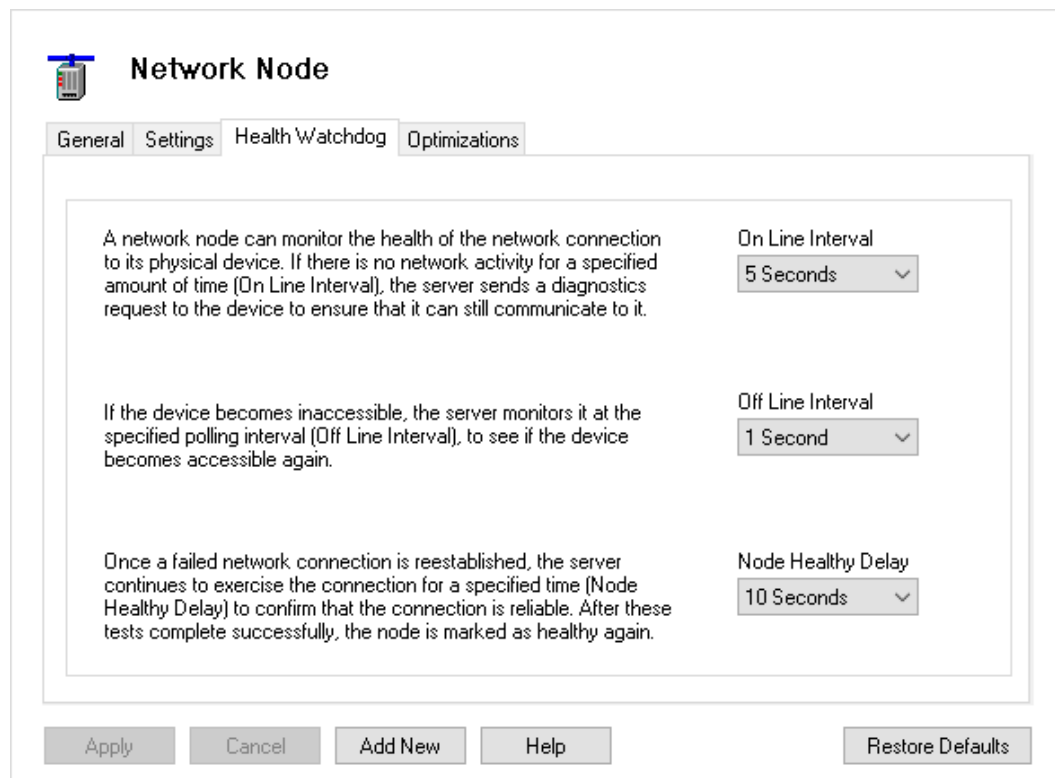 Network Node
General Settings Health Watchdog Optimizations
A network node can monitor the health of the network connection
to its physical device. If there is no network activity for a specified
amount of time (On Line Interval), the server sends a diagnostics
request to the device to ensure that it can still communicate to it.
On Line Interval
5 Seconds
If the device becomes inaccessible, the server monitors it at the
specified polling interval (Off Line Interval), to see if the device
becomes accessible again.
Off Line Interval
1 Second
Once a failed network connection is reestablished, the server
continues to exercise the connection for a specified time (Node
Healthy Delay) to confirm that the connection is reliable. After these
tests complete successfully, the node is marked as healthy again.
Node Healthy Delay
10 Seconds
Apply Cancel Add New Help Restore Defaults